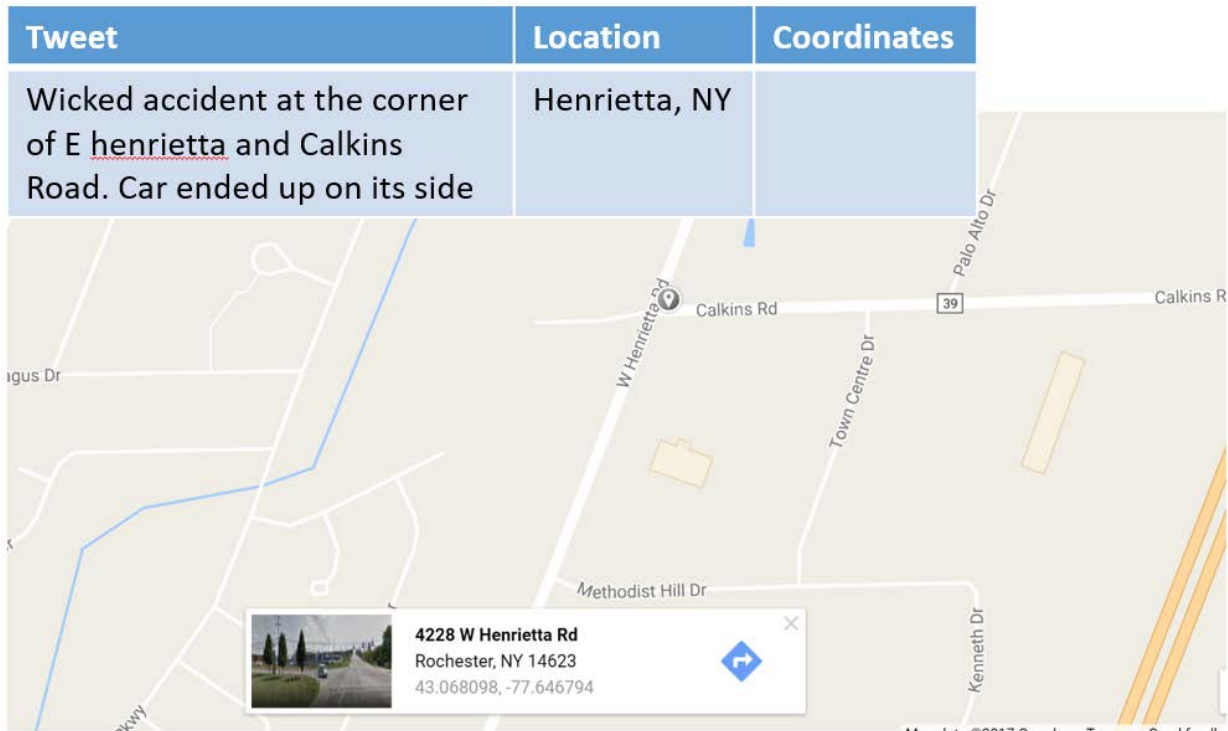 Tweet
Location
Coordinates
Wicked accident at the corner
of E henrietta and Calkins
Road. Car ended up on its side
Henrietta, NY
Palo Alto Dr
W Henrietta Rd
Calkins Rd
39
Calkins R
agus Dr
Town Centre Dr
Methodist Hill Dr
Kenneth Dr
4228 W Henrietta Rd
Rochester, NY 14623
43.068098, -77.646794